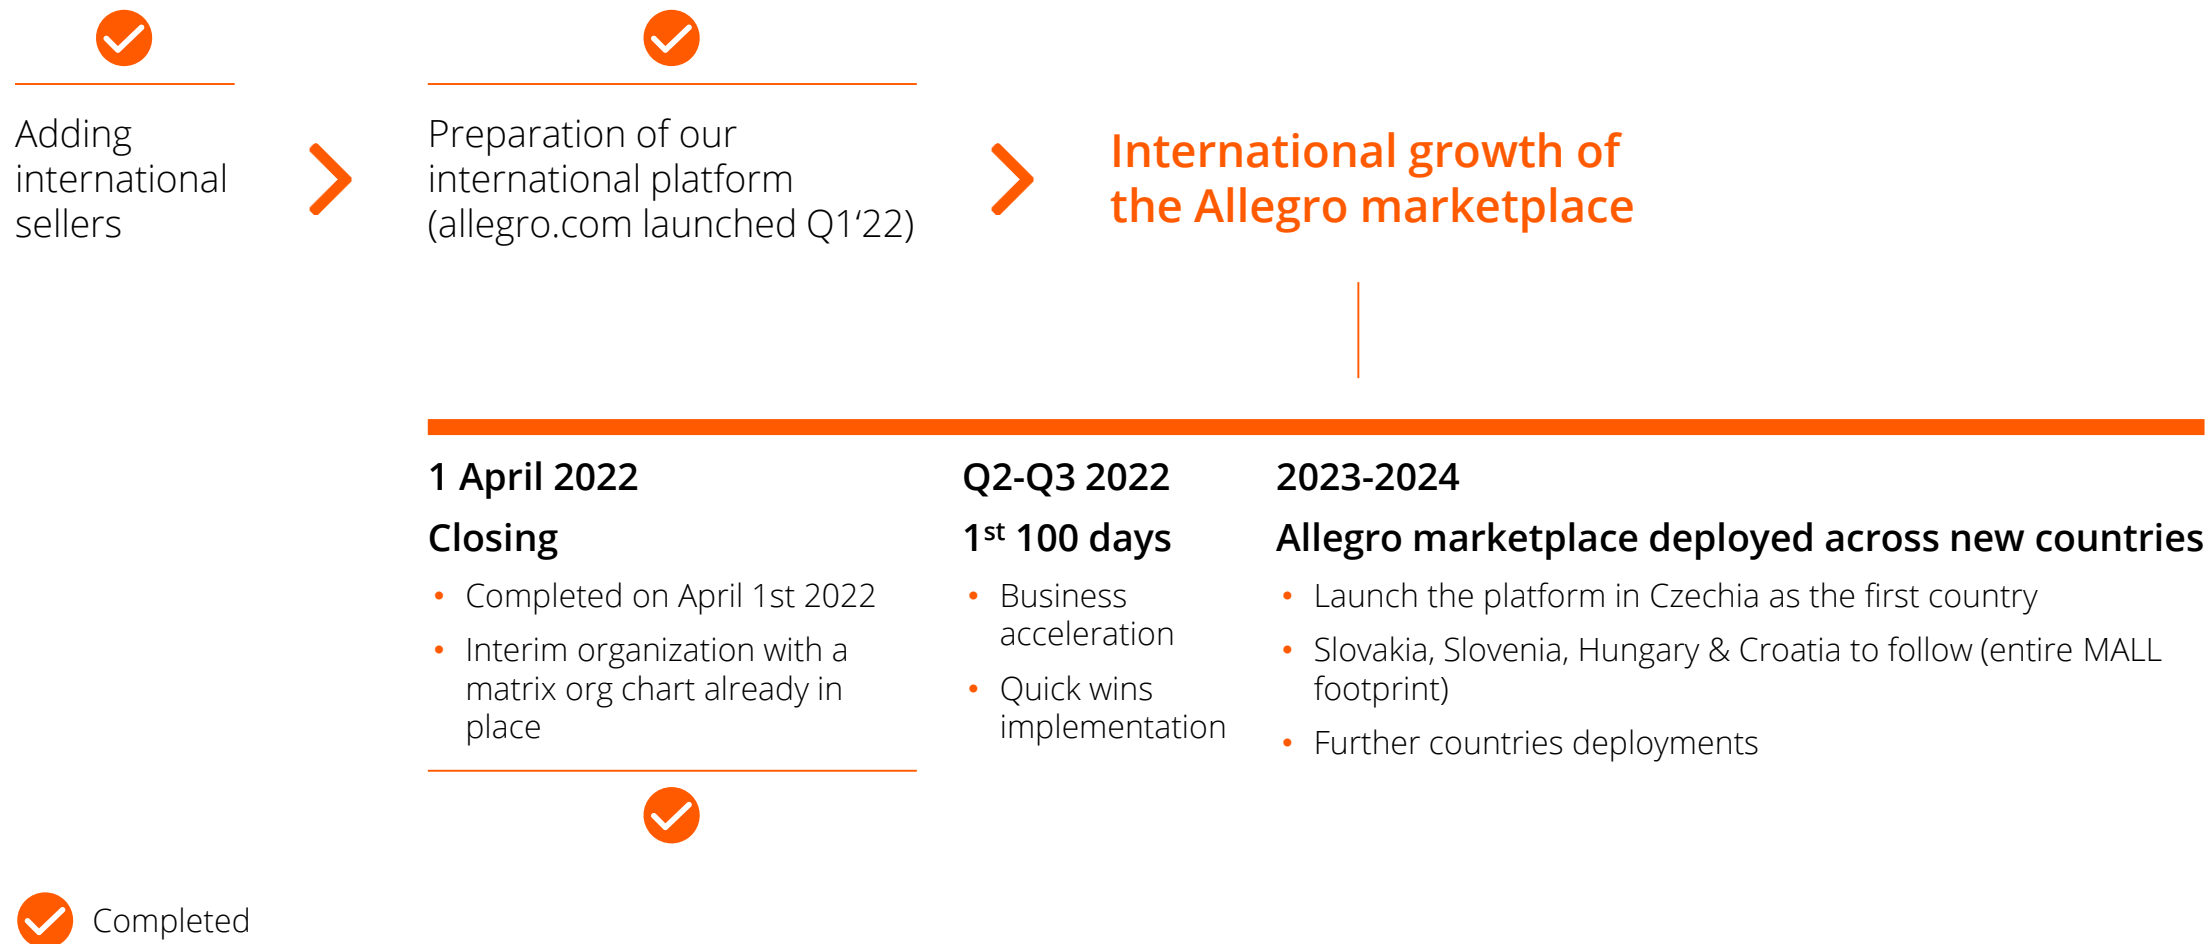 Adding
international
sellers
Preparation of our
international platform
(allegro.com launched Q1‘22)
International growth of
the Allegro marketplace
1 April 2022
Closing
• Completed on April 1st 2022
• Interim organization with a
matrix org chart already in
place
Q2-Q3 2022
1st 100 days
• Business
acceleration
• Quick wins
implementation
2023-2024
Allegro marketplace deployed across new countries
• Launch the platform in Czechia as the first country
• Slovakia, Slovenia, Hungary & Croatia to follow (entire MALL
footprint)
• Further countries deployments
Completed